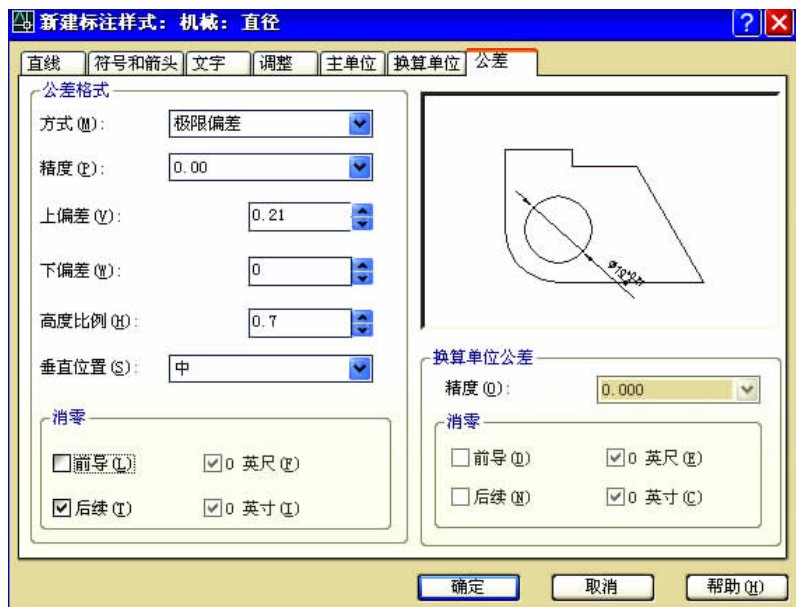 新建标注样式: 机械: 直径
直线 符号和箭头 文字 调整 主单位 换算单位 公差
公差格式
方式(M): 极限偏差
精度(P): 0.00
上偏差(V): 0.21
下偏差(W): 0
高度比例(H): 0.7
垂直位置(S): 中
消零
前导(L) 0 英尺(F)
后续(T) 0 英寸(I)
换算单位公差
精度(O): 0.000
消零
前导(D) 0 英尺(E)
后续(N) 0 英寸(C)
确定 取消 帮助(H)